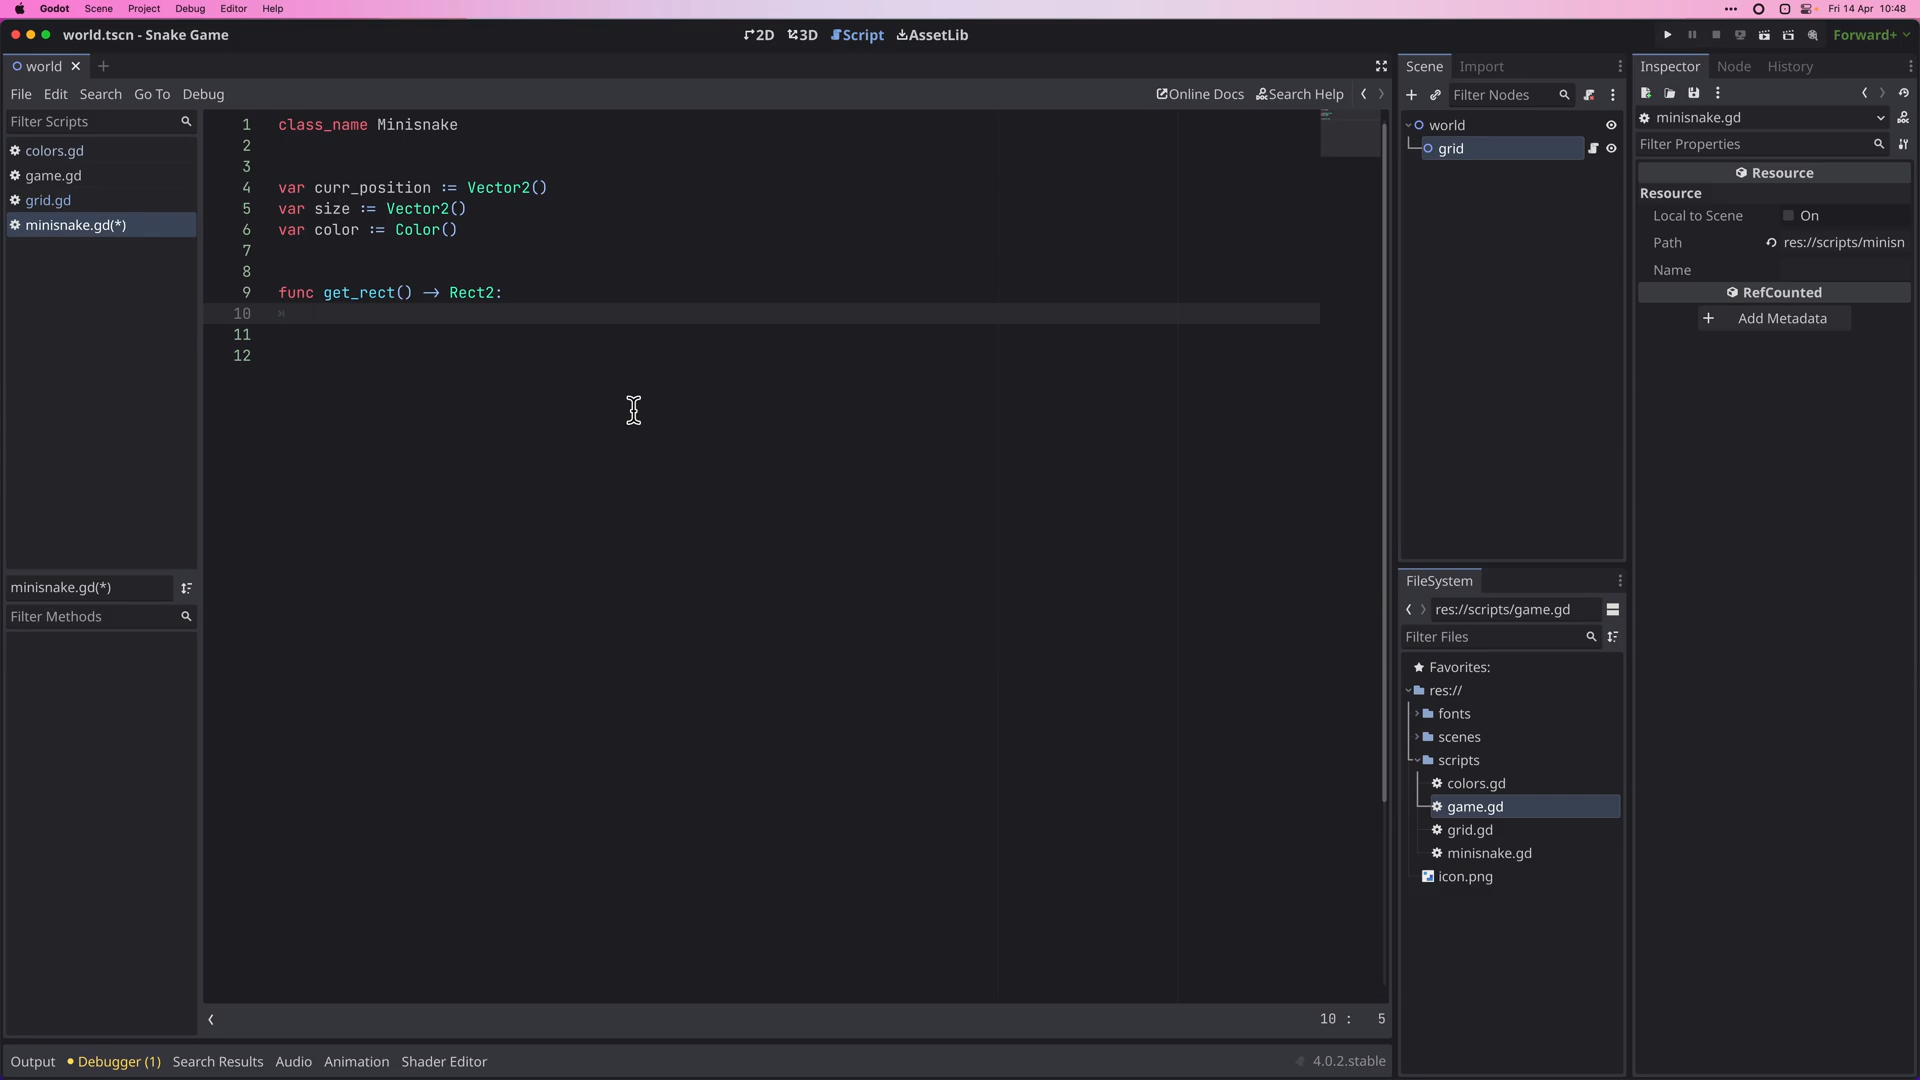 Godot Scene Project Debug Editor Help ••• Fri 14 Apr 10:48
world.tscn - Snake Game 2D 3D Script AssetLib Forward+
world Scene Import Inspector Node History
File Edit Search Go To Debug Online Docs Search Help Filter Nodes
Filter Scripts
colors.gd
game.gd
grid.gd
minisnake.gd(*)
minisnake.gd(*)
Filter Methods
1 class_name Minisnake
2
3
4 var curr_position := Vector2()
5 var size := Vector2()
6 var color := Color()
7
8
9 func get_rect() -> Rect2:
10
11
12
10 : 5
world
grid
FileSystem
res://scripts/game.gd
Filter Files
Favorites:
res://
fonts
scenes
scripts
colors.gd
game.gd
grid.gd
minisnake.gd
icon.png
minisnake.gd
Filter Properties
Resource
Resource
Local to Scene On
Path res://scripts/minisn
Name
RefCounted
+ Add Metadata
Output Debugger (1) Search Results Audio Animation Shader Editor 4.0.2.stable